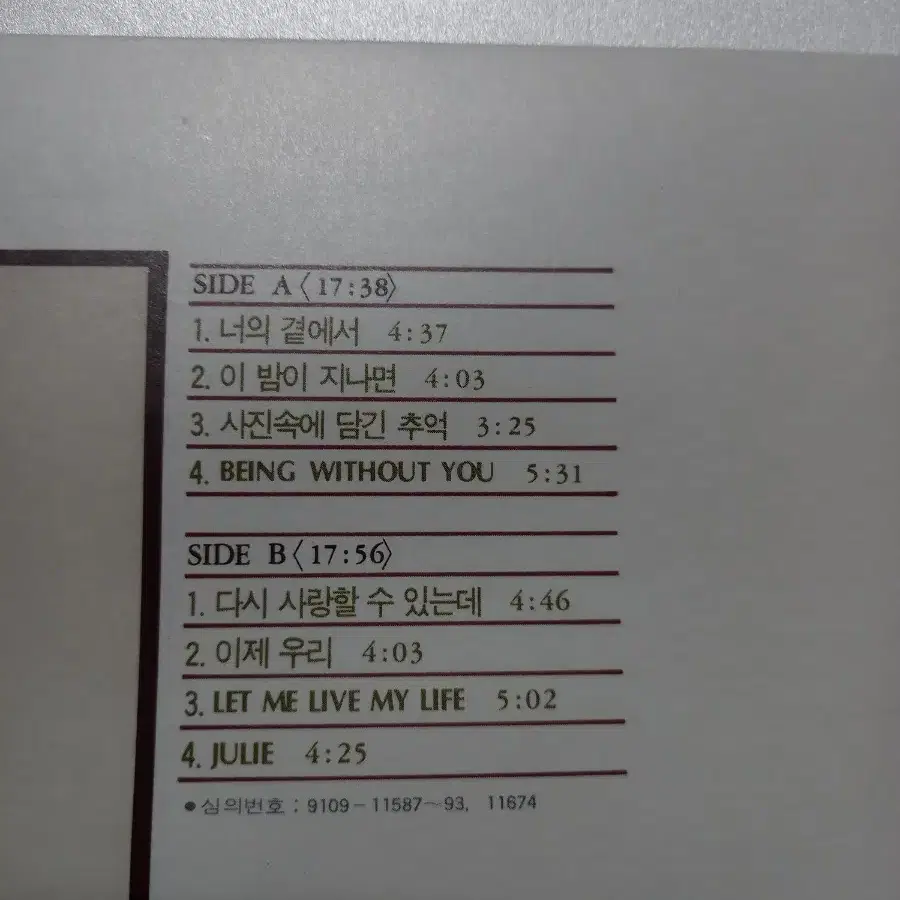 SIDE A〈17:38〉
1. 너의 곁에서 4:37
2. 이 밤이 지나면 4:03
3. 사진속에 담긴 추억 3:25
4. BEING WITHOUT YOU 5:31
SIDE B〈17:56〉
1. 다시 사랑할 수 있는데 4:46
2. 이제 우리 4:03
3. LET ME LIVE MY LIFE 5:02
4. JULIE 4:25
●심의번호 : 9109－11587～93, 11674